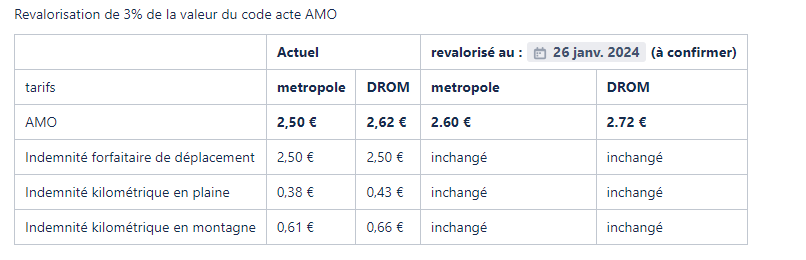 Revalorisation de 3% de la valeur du code acte AMO
Actuel revalorisé au : 26 janv. 2024 (à confirmer)
tarifs metropole DROM metropole DROM
AMO 2,50 € 2,62 € 2.60 € 2.72 €
Indemnité forfaitaire de déplacement 2,50 € 2,50 € inchangé inchangé
Indemnité kilométrique en plaine 0,38 € 0,43 € inchangé inchangé
Indemnité kilométrique en montagne 0,61 € 0,66 € inchangé inchangé